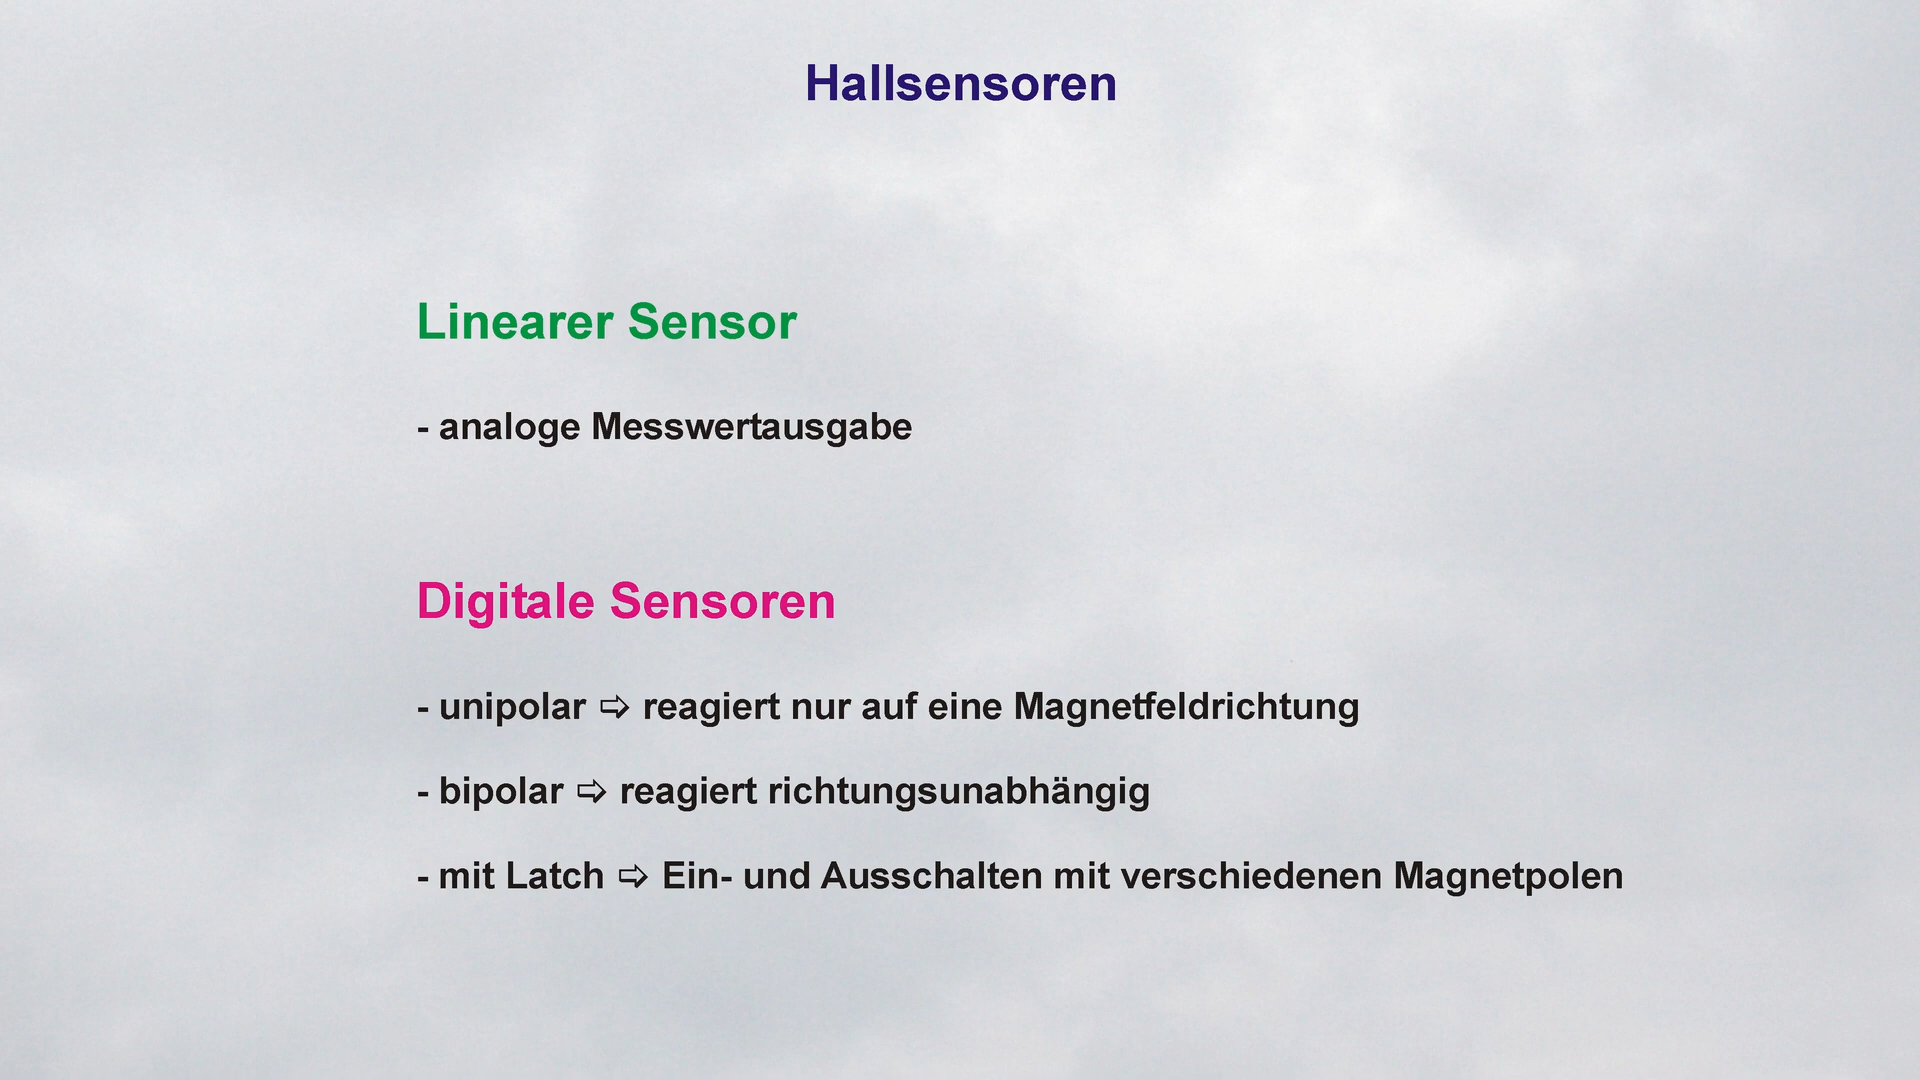 Hallsensoren
Linearer Sensor
- analoge Messwertausgabe
Digitale Sensoren
- unipolar ⇨ reagiert nur auf eine Magnetfeldrichtung
- bipolar ⇨ reagiert richtungsunabhängig
- mit Latch ⇨ Ein- und Ausschalten mit verschiedenen Magnetpolen